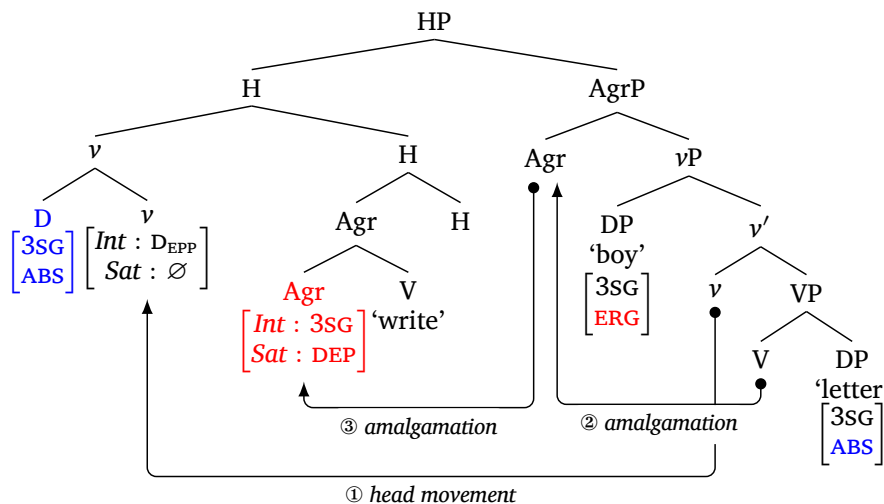 HP
H AgrP
v H Agr vP
D v Agr H DP v′
[3SG ABS] [Int : D_EPP Sat : ∅] ‘boy’
Agr V [3SG ERG] v VP
[Int : 3SG Sat : DEP] ‘write’ V DP
‘letter
[3SG ABS]
③ amalgamation ② amalgamation
① head movement